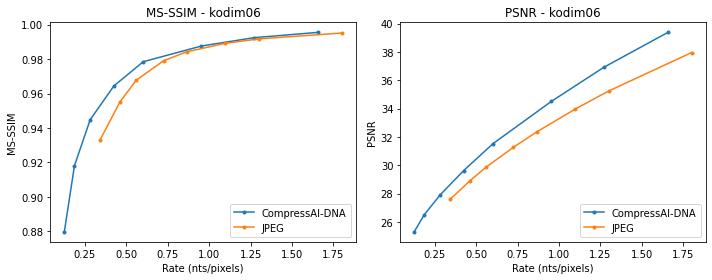 MS-SSIM - kodim06
1.00
0.98
0.96
0.94
0.92
0.90
0.88
MS-SSIM
0.25 0.50 0.75 1.00 1.25 1.50 1.75
Rate (nts/pixels)
CompressAI-DNA
JPEG
PSNR - kodim06
40
38
36
34
32
30
28
26
PSNR
0.25 0.50 0.75 1.00 1.25 1.50 1.75
Rate (nts/pixels)
CompressAI-DNA
JPEG